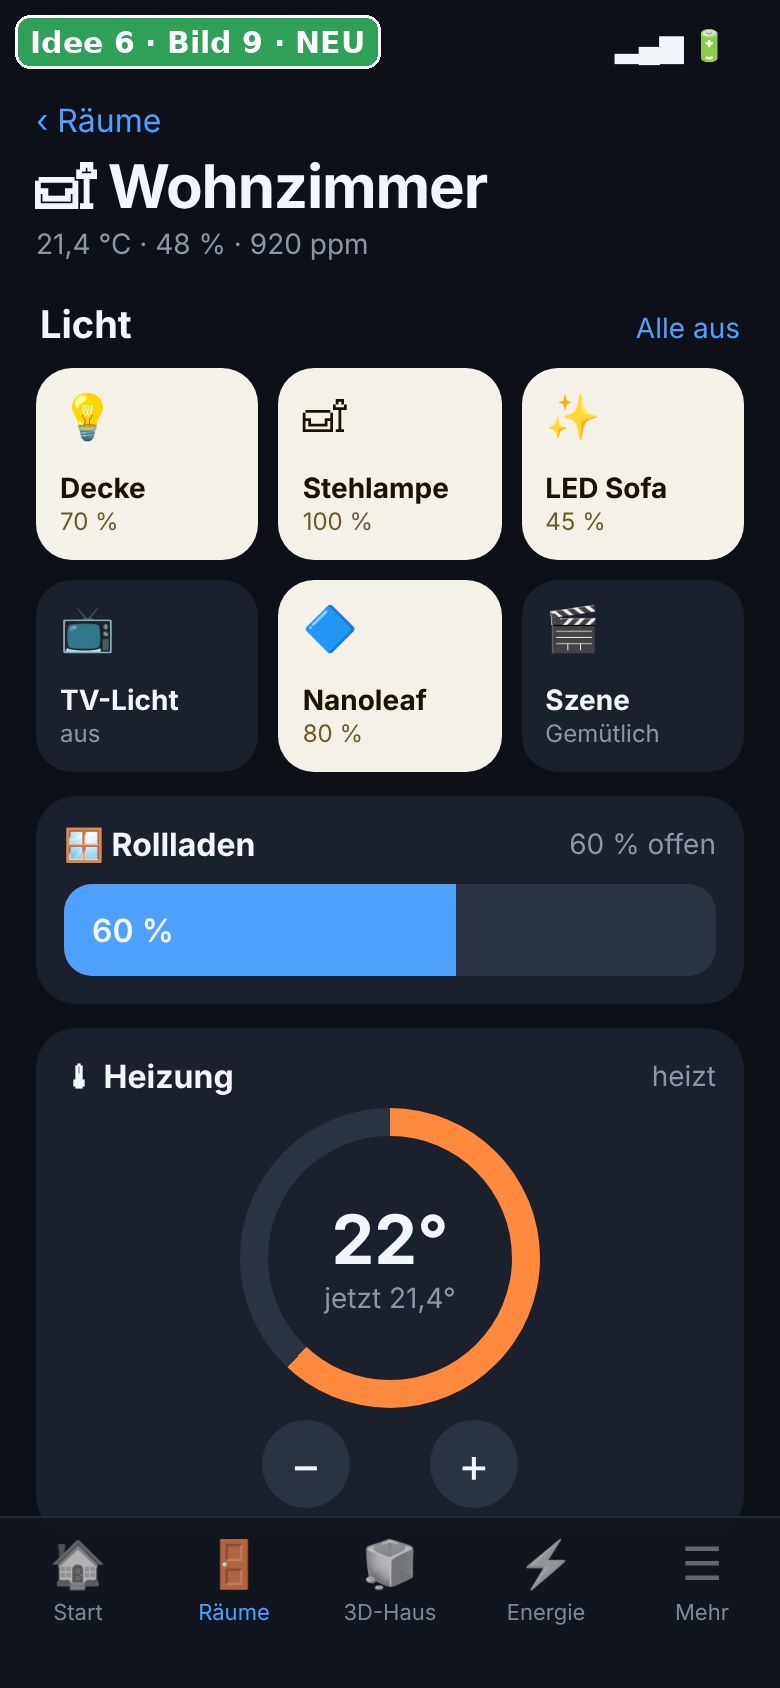 Idee 6 · Bild 9 · NEU
‹ Räume
Wohnzimmer
21,4 °C · 48 % · 920 ppm
Licht
Alle aus
Decke
70 %
Stehlampe
100 %
LED Sofa
45 %
TV-Licht
aus
Nanoleaf
80 %
Szene
Gemütlich
Rollladen
60 % offen
60 %
Heizung
heizt
22°
jetzt 21,4°
− +
Start
Räume
3D-Haus
Energie
Mehr